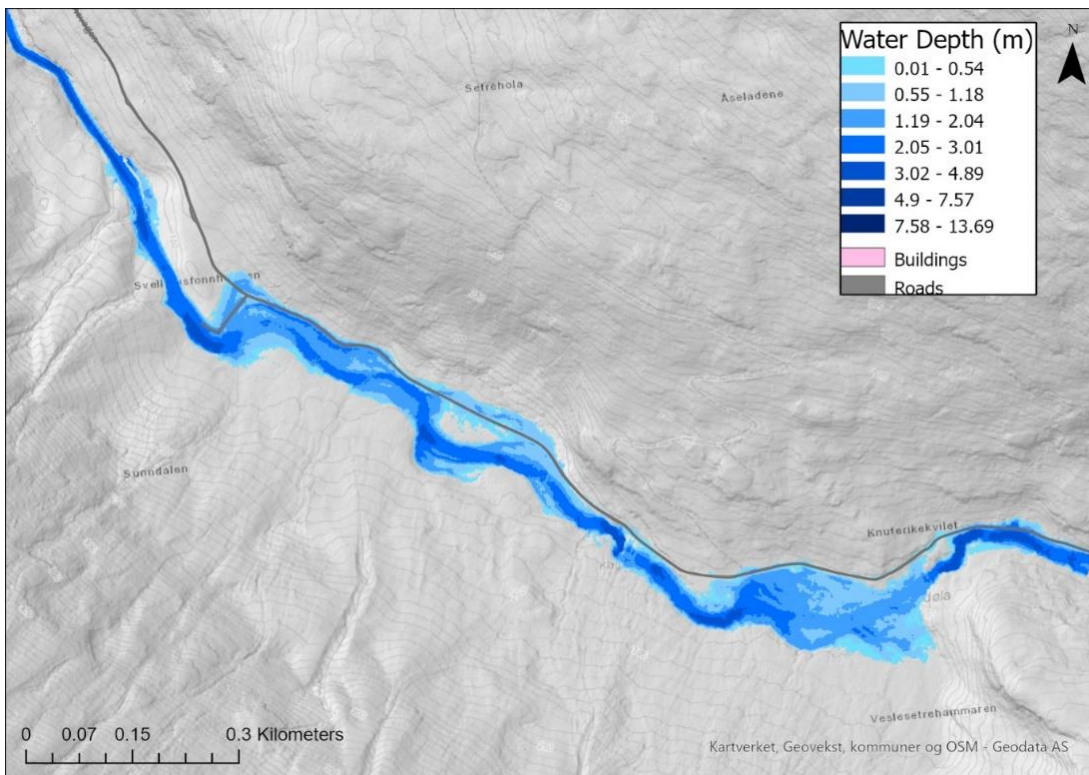 Water Depth (m)
N
0.01 - 0.54
0.55 - 1.18
1.19 - 2.04
2.05 - 3.01
3.02 - 4.89
4.9 - 7.57
7.58 - 13.69
Buildings
Roads
Setrehola
Åseladene
Sunndalen
Knuterikekvilet
Veslesetrehammaren
0 0.07 0.15 0.3 Kilometers
Kartverket, Geovekst, kommuner og OSM - Geodata AS